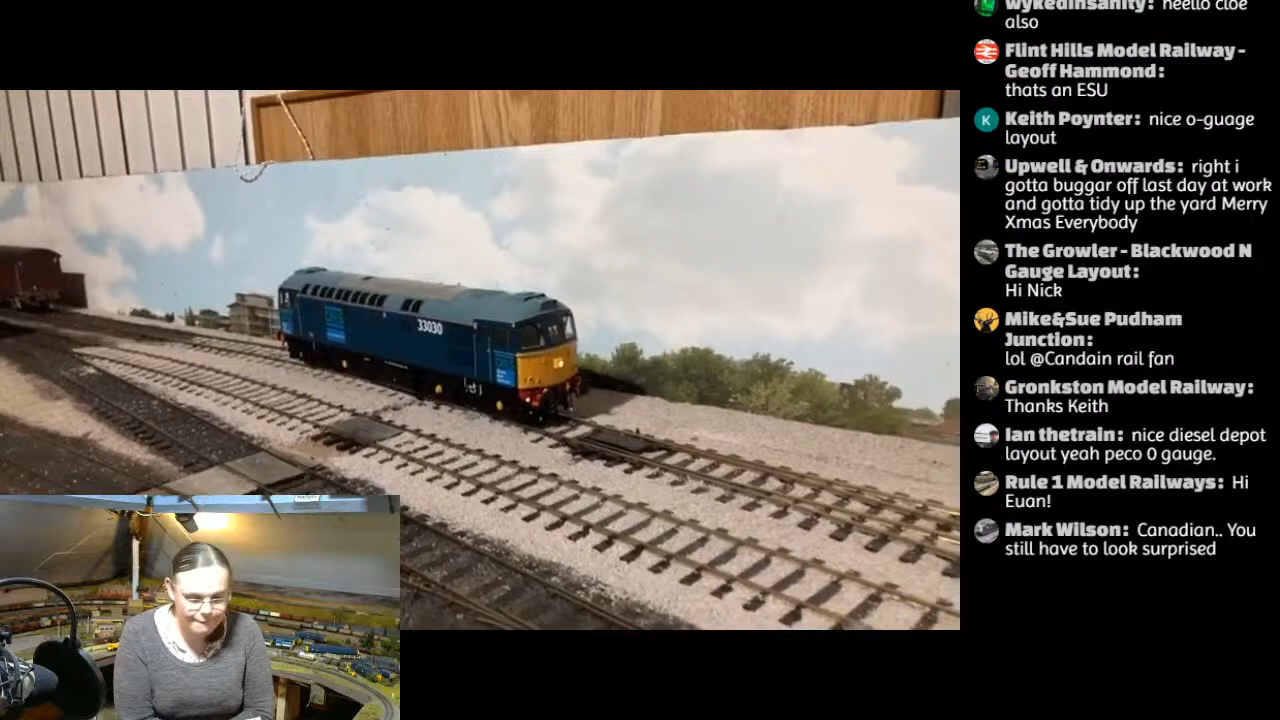 wykedinsanity: heello cloe
also
Flint Hills Model Railway -
Geoff Hammond:
thats an ESU
Keith Poynter: nice o-guage
layout
Upwell & Onwards: right i
gotta buggar off last day at work
and gotta tidy up the yard Merry
Xmas Everybody
The Growler - Blackwood N
Gauge Layout:
Hi Nick
Mike&Sue Pudham
Junction:
lol @Candain rail fan
Gronkston Model Railway:
Thanks Keith
Ian thetrain: nice diesel depot
layout yeah peco 0 gauge.
Rule 1 Model Railways: Hi
Euan!
Mark Wilson: Canadian.. You
still have to look surprised
K
33030